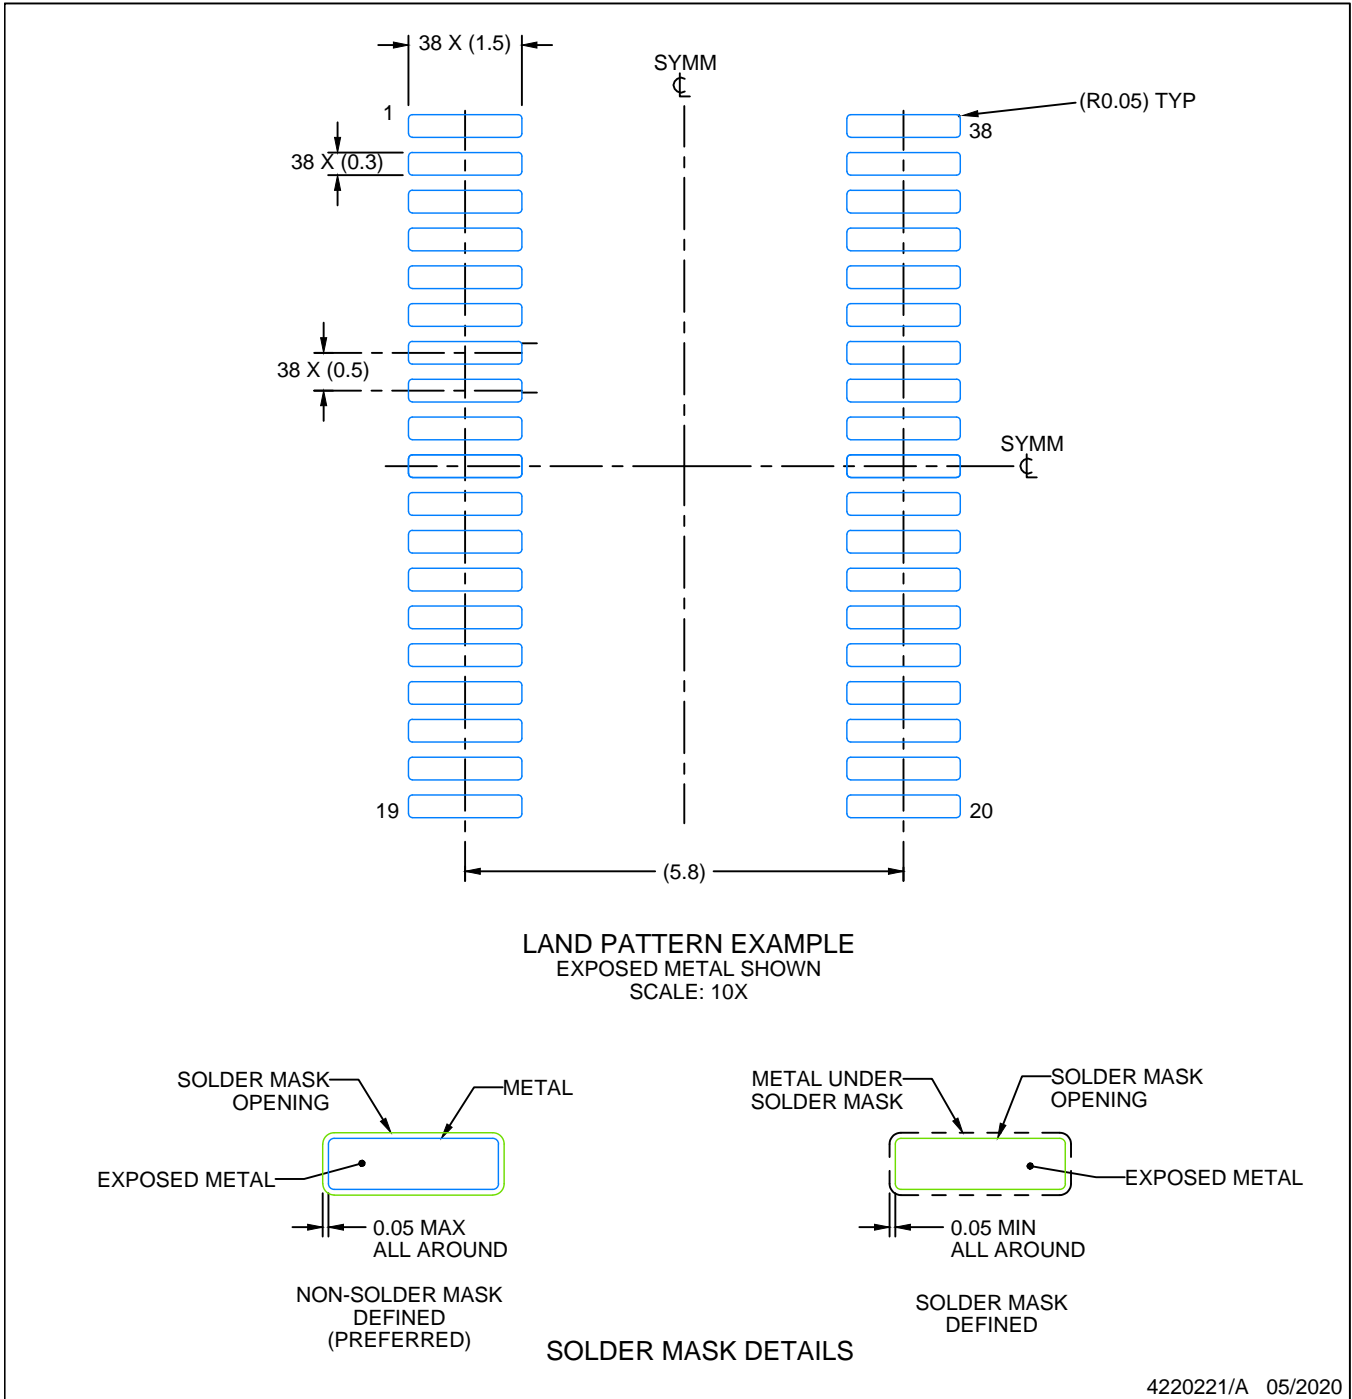 38 X (1.5)
SYMM
(R0.05) TYP
1
38
38 X (0.3)
38 X (0.5)
SYMM
19
20
(5.8)
LAND PATTERN EXAMPLE
EXPOSED METAL SHOWN
SCALE: 10X
SOLDER MASK
OPENING
METAL
EXPOSED METAL
0.05 MAX
ALL AROUND
NON-SOLDER MASK
DEFINED
(PREFERRED)
METAL UNDER
SOLDER MASK
SOLDER MASK
OPENING
EXPOSED METAL
0.05 MIN
ALL AROUND
SOLDER MASK
DEFINED
SOLDER MASK DETAILS
4220221/A 05/2020